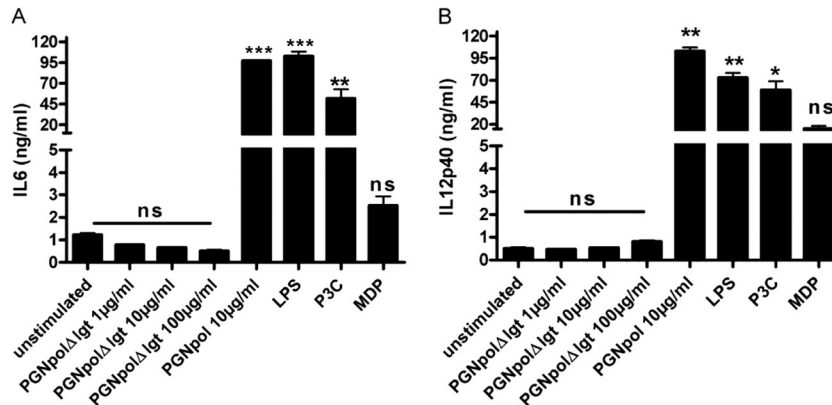 A
IL6 (ng/ml)
120
95
70
45
20
5
4
3
2
1
0
ns
***
***
**
ns
unstimulated
PGNpolΔlgt 1µg/ml
PGNpolΔlgt 10µg/ml
PGNpolΔlgt 100µg/ml
PGNpol 10µg/ml
LPS
P3C
MDP
B
IL12p40 (ng/ml)
120
95
70
45
20
5
4
3
2
1
0
ns
**
**
*
ns
unstimulated
PGNpolΔlgt 1µg/ml
PGNpolΔlgt 10µg/ml
PGNpolΔlgt 100µg/ml
PGNpol 10µg/ml
LPS
P3C
MDP